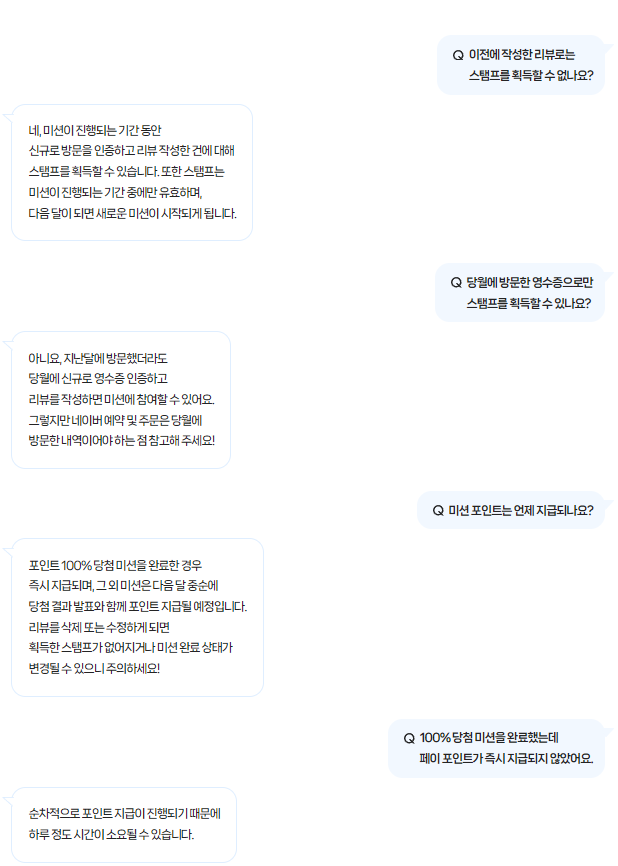 Q 이전에 작성한 리뷰로는
스탬프를 획득할 수 없나요?
네, 미션이 진행되는 기간 동안
신규로 방문을 인증하고 리뷰 작성한 건에 대해
스탬프를 획득할 수 있습니다. 또한 스탬프는
미션이 진행되는 기간 중에만 유효하며,
다음 달이 되면 새로운 미션이 시작되게 됩니다.
Q 당월에 방문한 영수증으로만
스탬프를 획득할 수 있나요?
아니요, 지난달에 방문했더라도
당월에 신규로 영수증 인증하고
리뷰를 작성하면 미션에 참여할 수 있어요.
그렇지만 네이버 예약 및 주문은 당월에
방문한 내역이어야 하는 점 참고해 주세요!
Q 미션 포인트는 언제 지급되나요?
포인트 100% 당첨 미션을 완료한 경우
즉시 지급되며, 그 외 미션은 다음 달 중순에
당첨 결과 발표와 함께 포인트 지급될 예정입니다.
리뷰를 삭제 또는 수정하게 되면
획득한 스탬프가 없어지거나 미션 완료 상태가
변경될 수 있으니 주의하세요!
Q 100% 당첨 미션을 완료했는데
페이 포인트가 즉시 지급되지 않았어요.
순차적으로 포인트 지급이 진행되기 때문에
하루 정도 시간이 소요될 수 있습니다.